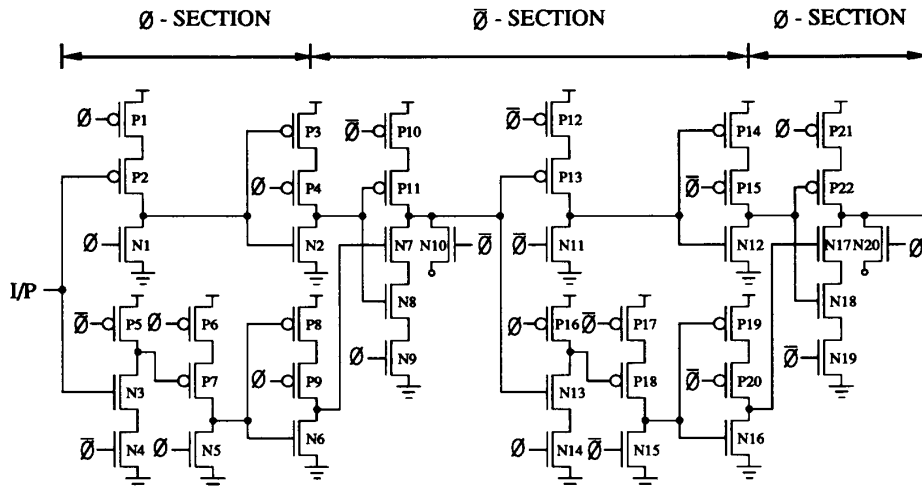 Ø - SECTION
Ø̅ - SECTION
Ø - SECTION
Ø P1
P3
Ø̅ P10
Ø̅ P12
P14
Ø P21
P2
Ø P4
P11
P13
Ø̅ P15
P22
Ø N1
N2
N7
N10 Ø̅
Ø̅ N11
N12
N17
N20 Ø
I/P
N8
N18
Ø̅ P5
Ø P6
P8
Ø P16
Ø̅ P17
P19
Ø N9
Ø̅ N19
N3
P7
Ø P9
N13
P18
Ø̅ P20
Ø̅ N4
Ø N5
N6
Ø N14
Ø̅ N15
N16